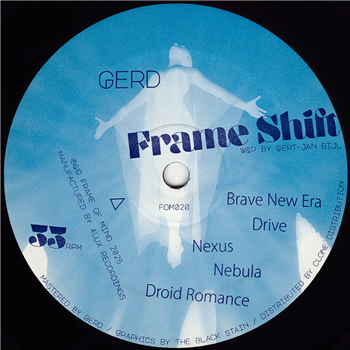 GERD
Frame Shift
W&P BY GERT-JAN BIJL
Brave New Era
Drive
Nexus
Nebula
Droid Romance
FOM020
33 RPM
℗&© FRAME OF MIND 2025
MANUFACTURED BY 4LUX RECORDINGS
MASTERED BY GERD / GRAPHICS BY THE BLACK STAIN / DISTRIBUTED BY CLONE DISTRIBUTION